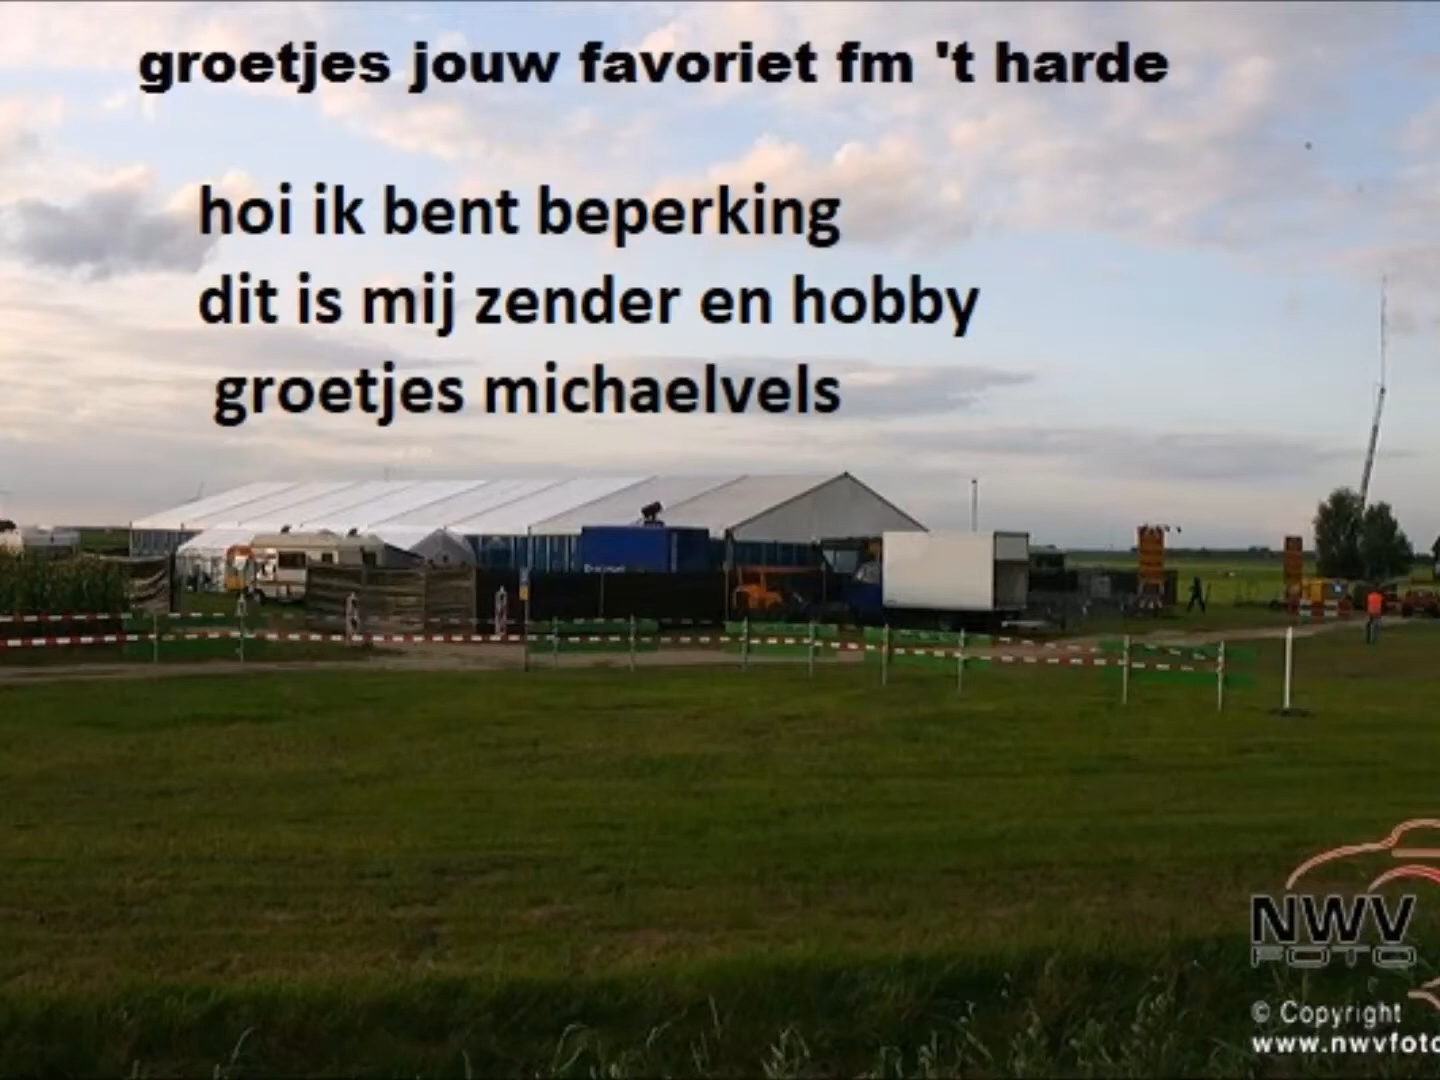 groetjes jouw favoriet fm 't harde
hoi ik bent beperking
dit is mij zender en hobby
groetjes michaelvels
NWV
FOTO
© Copyright
www.nwvfoto